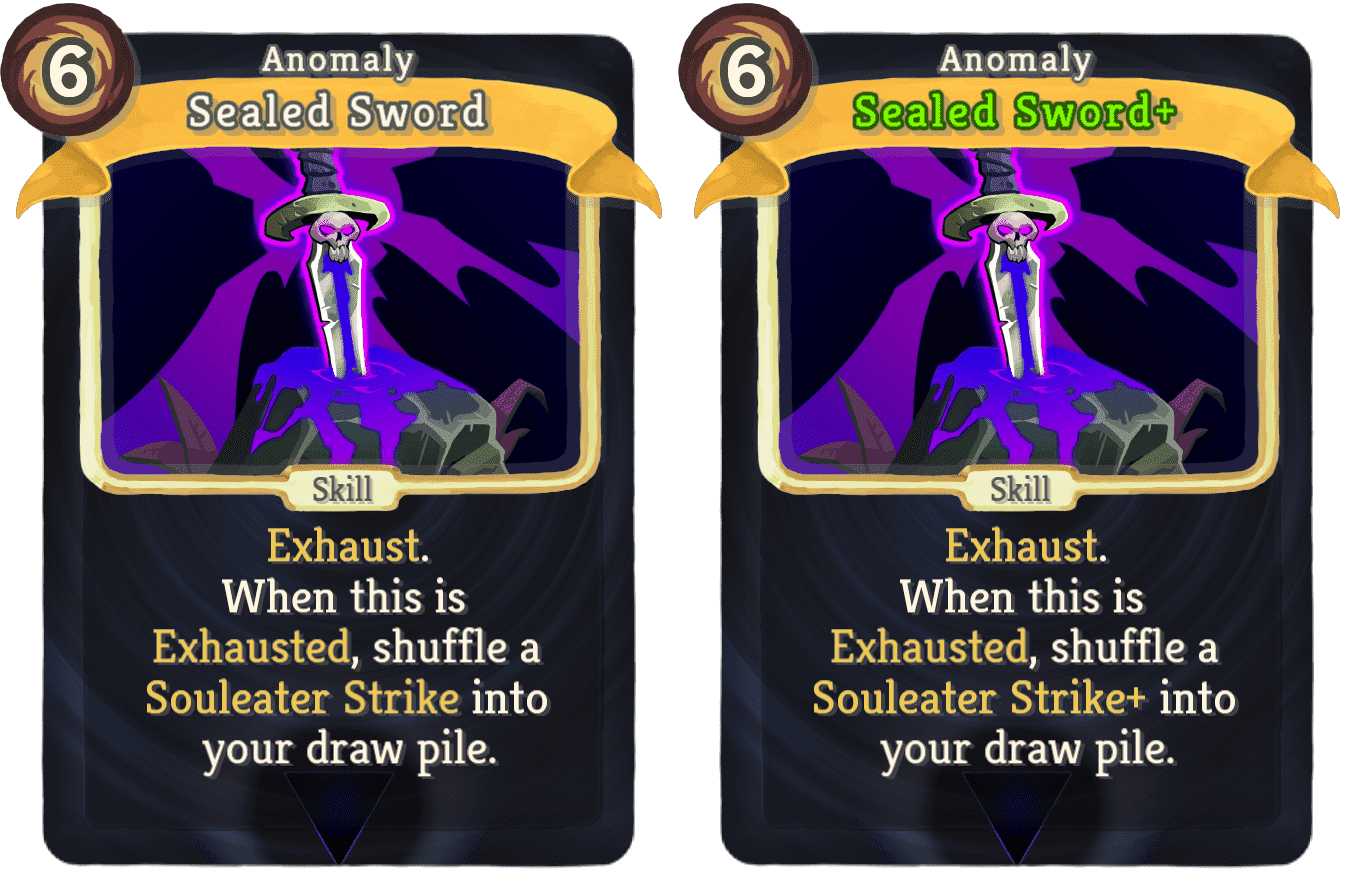 6
Anomaly
Sealed Sword
Skill
Exhaust.
When this is
Exhausted, shuffle a
Souleater Strike into
your draw pile.
6
Anomaly
Sealed Sword+
Skill
Exhaust.
When this is
Exhausted, shuffle a
Souleater Strike+ into
your draw pile.